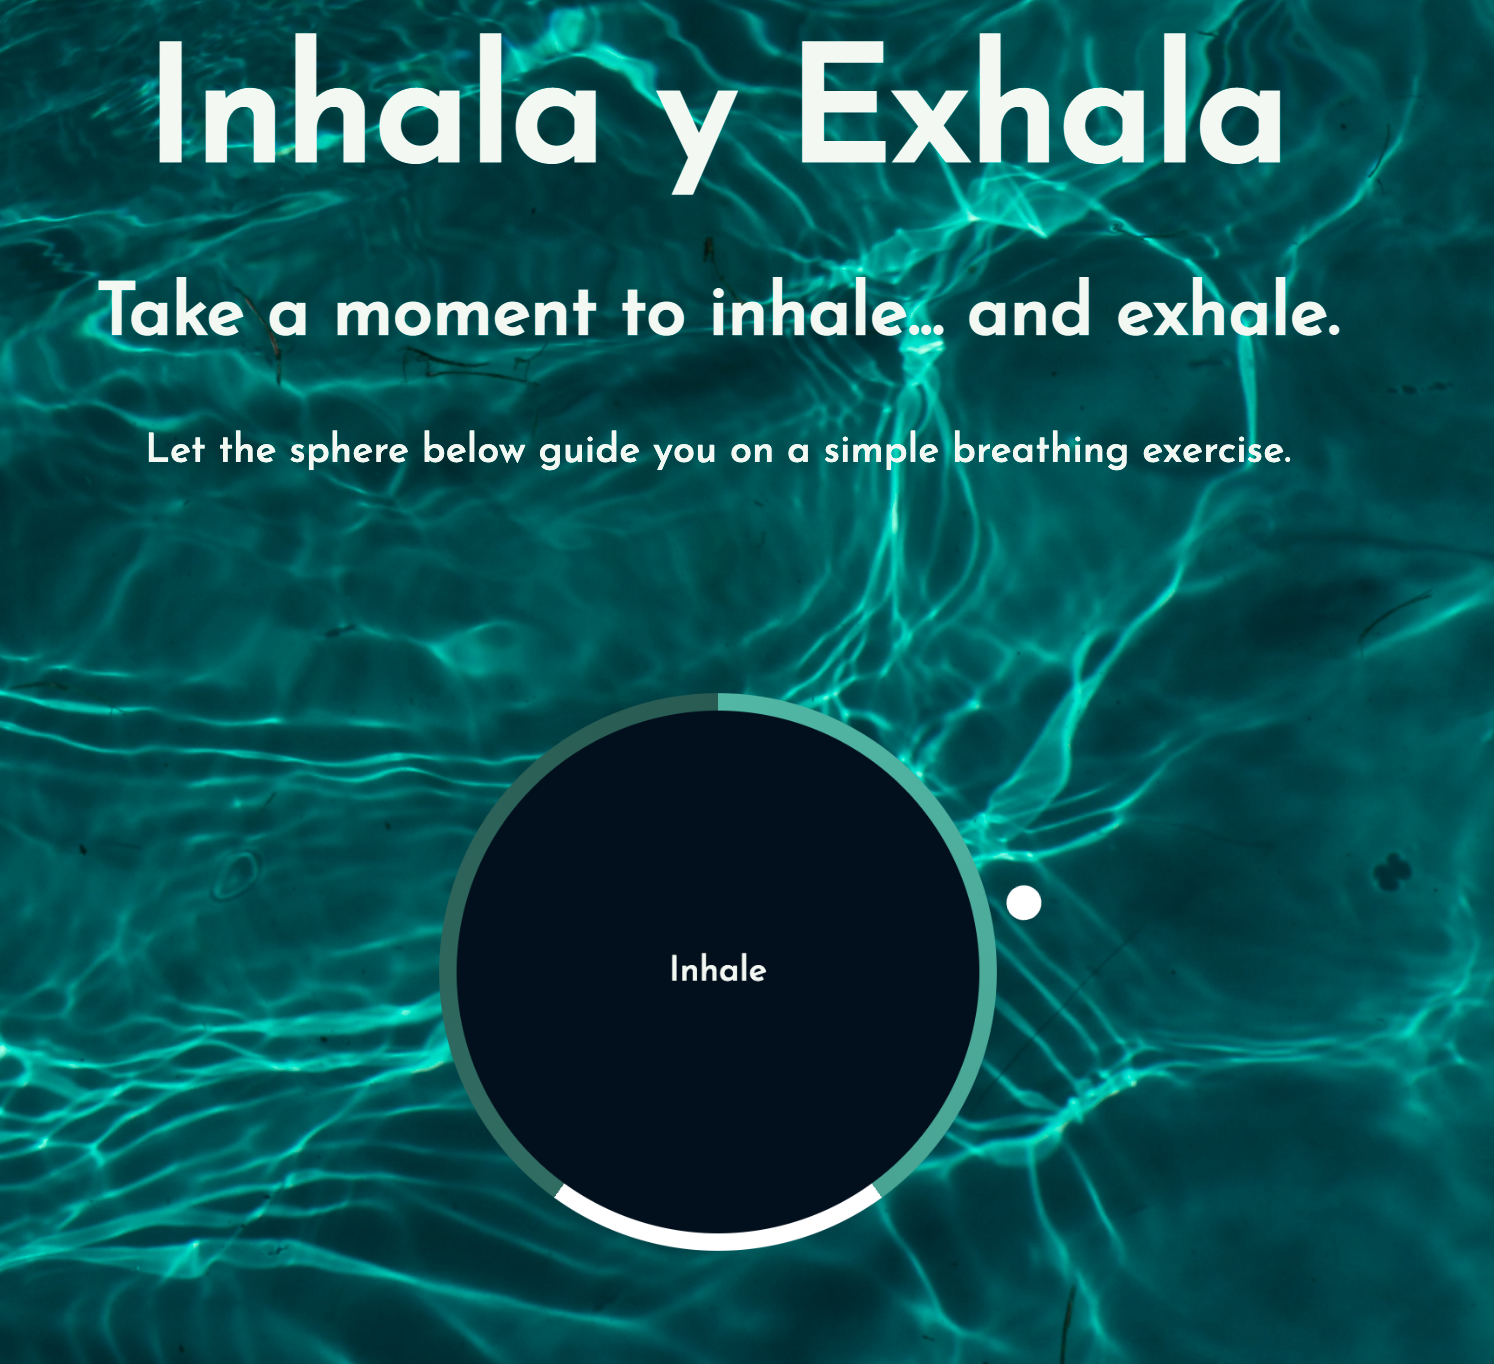 Inhala y Exhala
Take a moment to inhale... and exhale.
Let the sphere below guide you on a simple breathing exercise.
Inhale